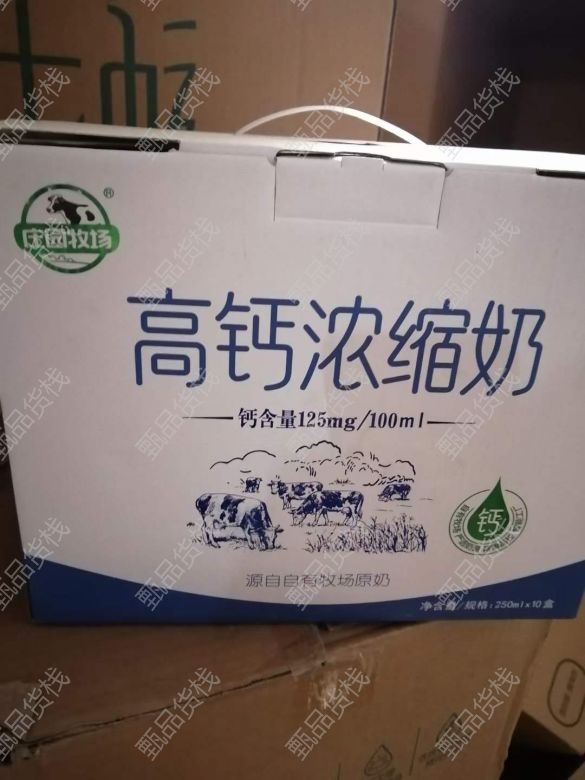 庄园牧场
®
高钙浓缩奶
钙含量125mg/100ml
钙
源自自有牧场原奶
净含量/规格：250ml×10盒
甄品货栈